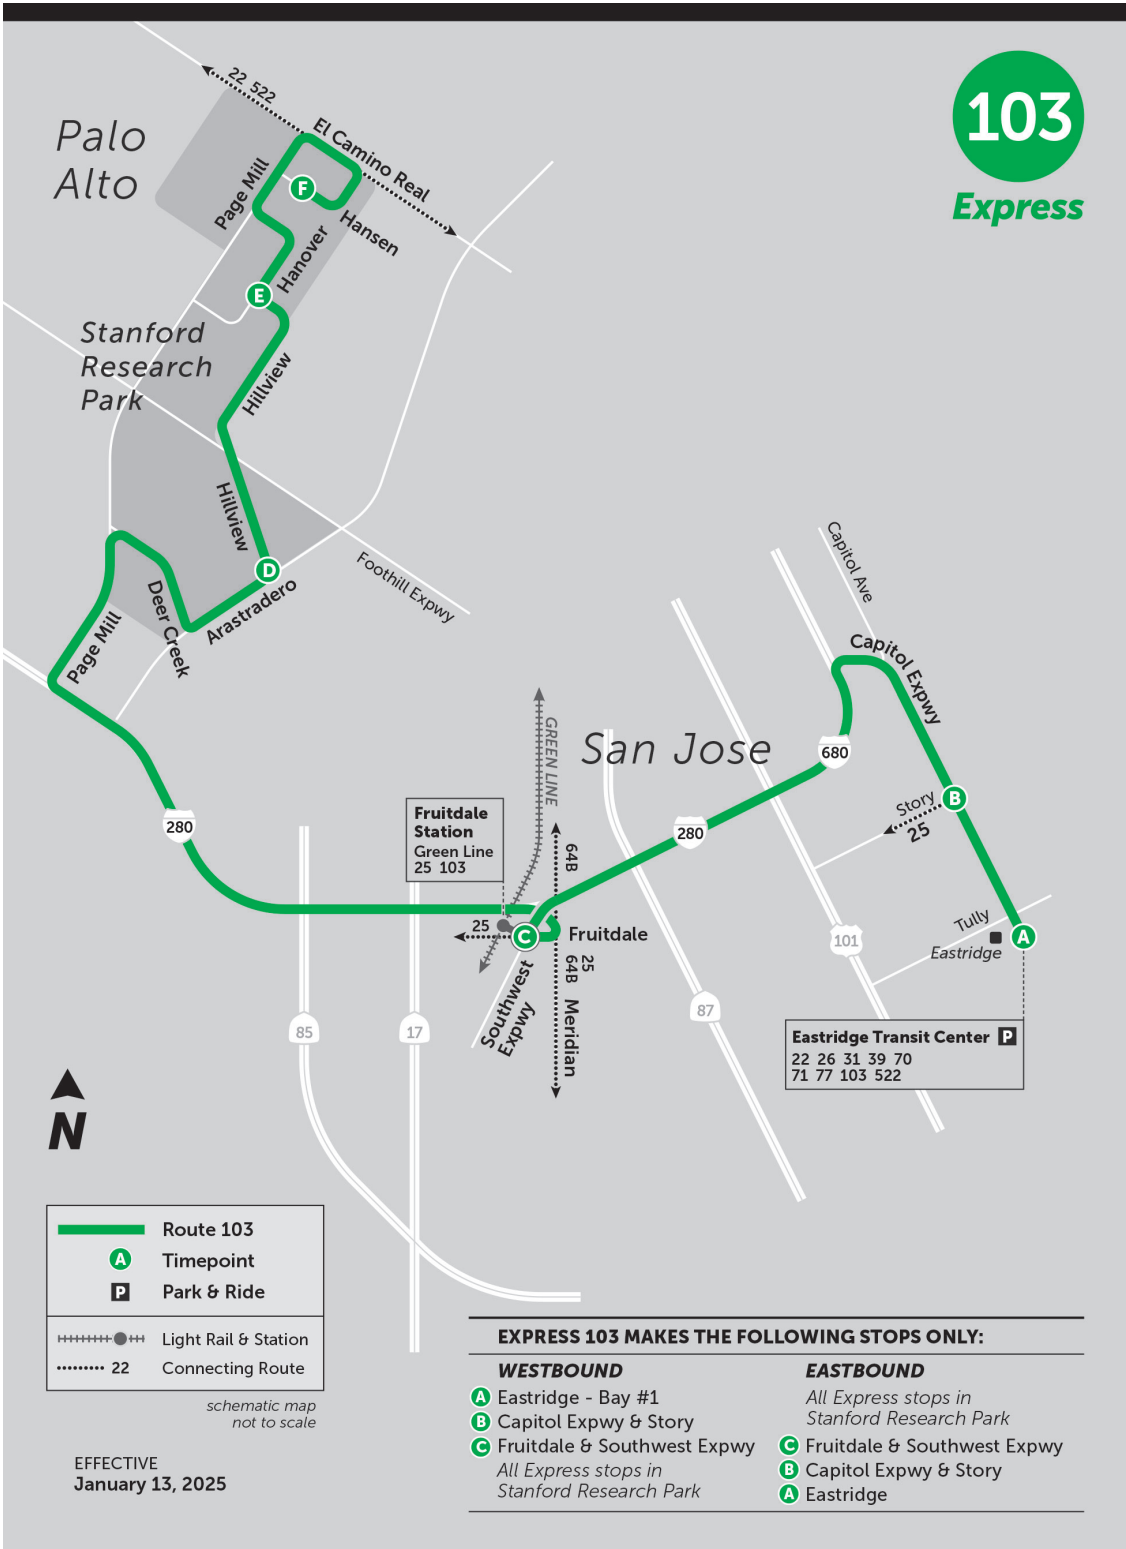 103
Express
22 522
El Camino Real
Palo
Alto
Page Mill
F
Hansen
Hanover
E
Stanford
Research
Park
Hillview
Hillview
D
Arastradero
Foothill Expwy
Deer Creek
Page Mill
280
Capitol Ave
Capitol Expwy
GREEN LINE
San Jose
680
280
B
Story
25
Fruitdale
Station
Green Line
25 103
64B
25
C
Fruitdale
25
64B
Meridian
Southwest
Expwy
Tully
Eastridge
A
101
87
85
17
Eastridge Transit Center P
22 26 31 39 70
71 77 103 522
N
Route 103
A Timepoint
P Park & Ride
Light Rail & Station
22 Connecting Route
schematic map
not to scale
EFFECTIVE
January 13, 2025
EXPRESS 103 MAKES THE FOLLOWING STOPS ONLY:
WESTBOUND
A Eastridge - Bay #1
B Capitol Expwy & Story
C Fruitdale & Southwest Expwy
All Express stops in
Stanford Research Park
EASTBOUND
All Express stops in
Stanford Research Park
C Fruitdale & Southwest Expwy
B Capitol Expwy & Story
A Eastridge